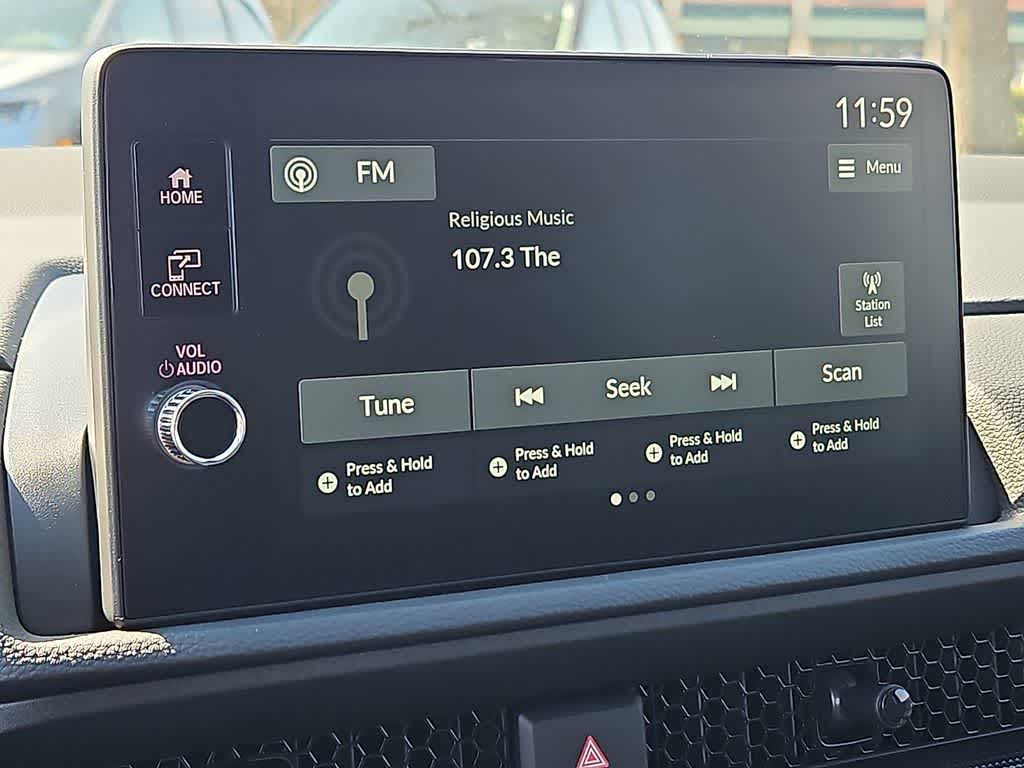 11:59
HOME
FM
Menu
Religious Music
107.3 The
CONNECT
Station
List
VOL
AUDIO
Tune
Seek
Scan
Press & Hold
to Add
Press & Hold
to Add
Press & Hold
to Add
Press & Hold
to Add